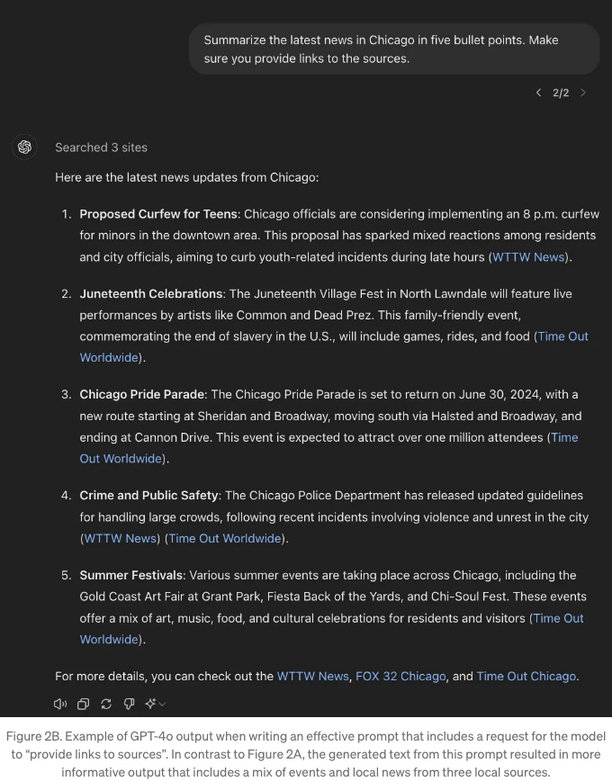 Summarize the latest news in Chicago in five bullet points. Make
sure you provide links to the sources.
2/2
Searched 3 sites
Here are the latest news updates from Chicago:
1. Proposed Curfew for Teens: Chicago officials are considering implementing an 8 p.m. curfew
for minors in the downtown area. This proposal has sparked mixed reactions among residents
and city officials, aiming to curb youth-related incidents during late hours (WTTW News).
2. Juneteenth Celebrations: The Juneteenth Village Fest in North Lawndale will feature live
performances by artists like Common and Dead Prez. This family-friendly event,
commemorating the end of slavery in the U.S., will include games, rides, and food (Time Out
Worldwide).
3. Chicago Pride Parade: The Chicago Pride Parade is set to return on June 30, 2024, with a
new route starting at Sheridan and Broadway, moving south via Halsted and Broadway, and
ending at Cannon Drive. This event is expected to attract over one million attendees (Time
Out Worldwide).
4. Crime and Public Safety: The Chicago Police Department has released updated guidelines
for handling large crowds, following recent incidents involving violence and unrest in the city
(WTTW News) (Time Out Worldwide).
5. Summer Festivals: Various summer events are taking place across Chicago, including the
Gold Coast Art Fair at Grant Park, Fiesta Back of the Yards, and Chi-Soul Fest. These events
offer a mix of art, music, food, and cultural celebrations for residents and visitors (Time Out
Worldwide).
For more details, you can check out the WTTW News, FOX 32 Chicago, and Time Out Chicago.
Figure 2B. Example of GPT-4o output when writing an effective prompt that includes a request for the model
to “provide links to sources”. In contrast to Figure 2A, the generated text from this prompt resulted in more
informative output that includes a mix of events and local news from three local sources.